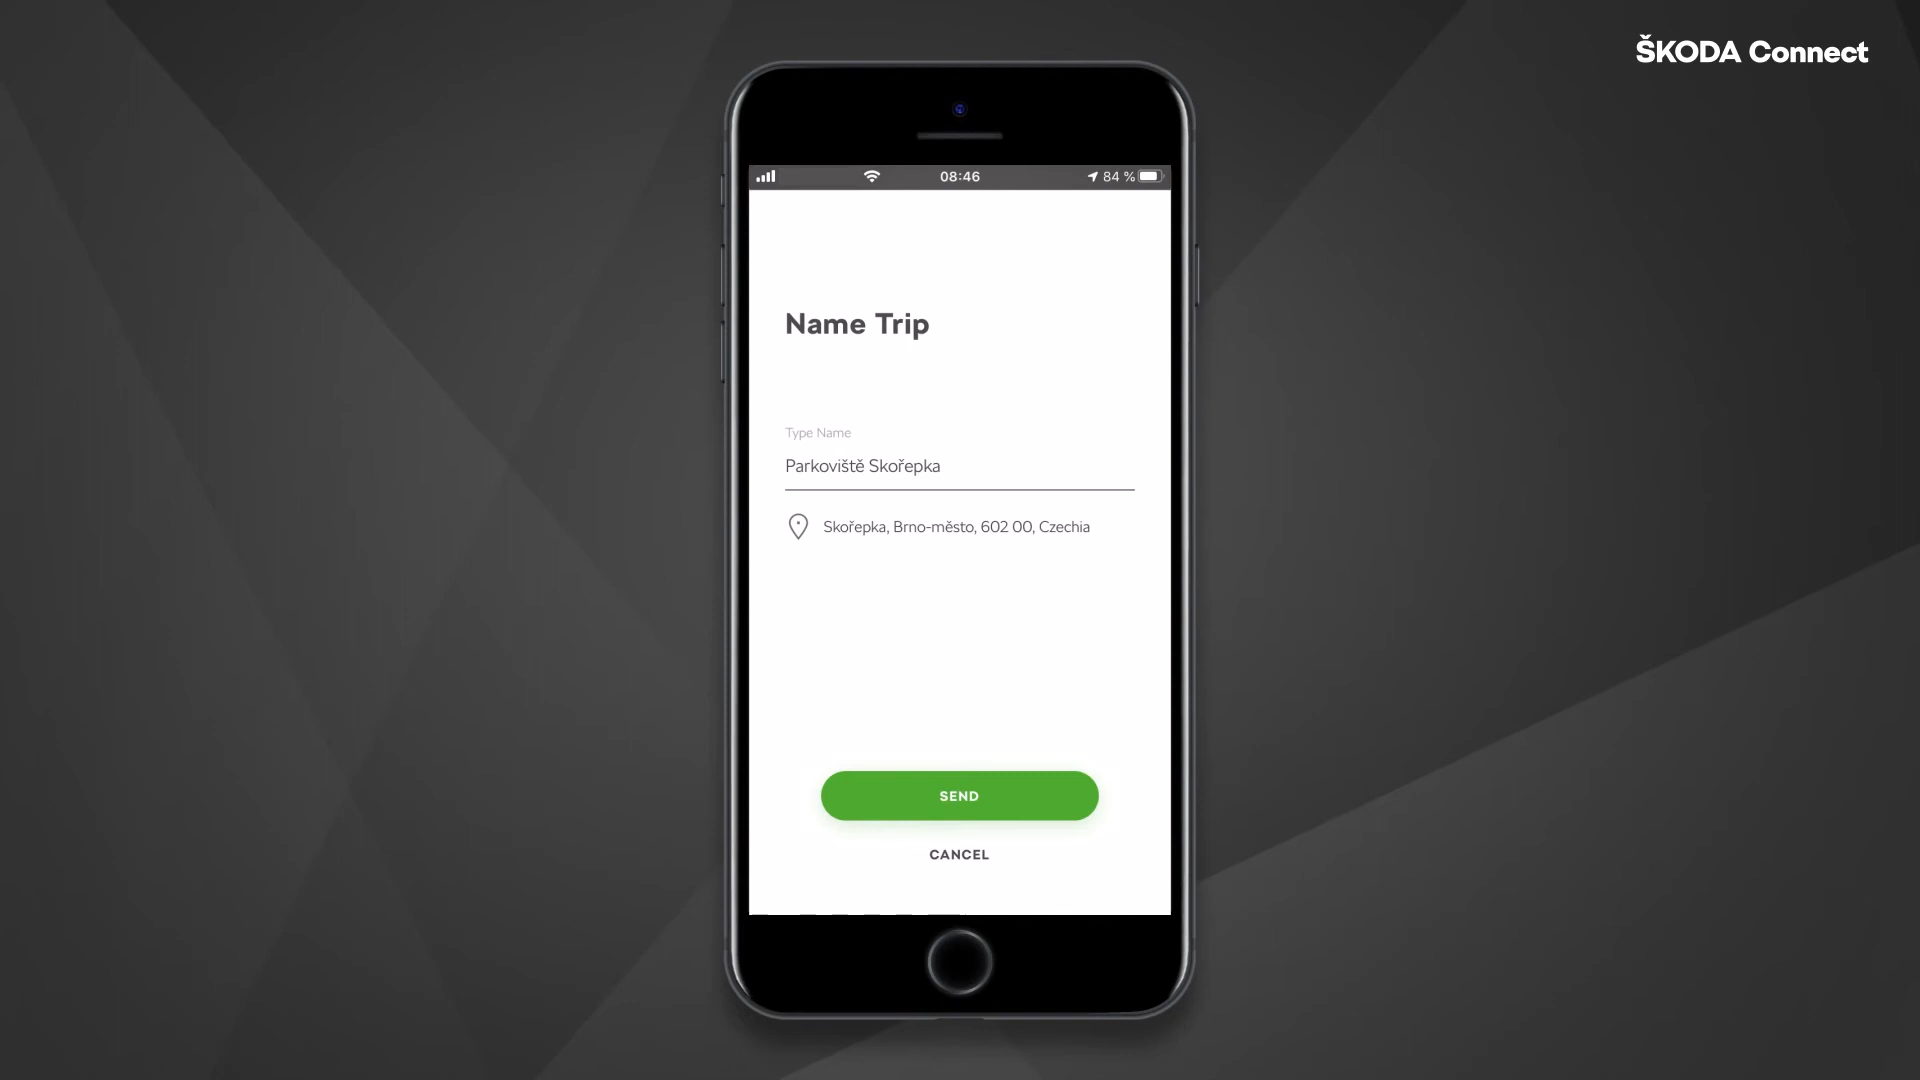 ŠKODA Connect
08:46
84 %
Name Trip
Type Name
Parkoviště Skořepka
Skořepka, Brno-město, 602 00, Czechia
SEND
CANCEL